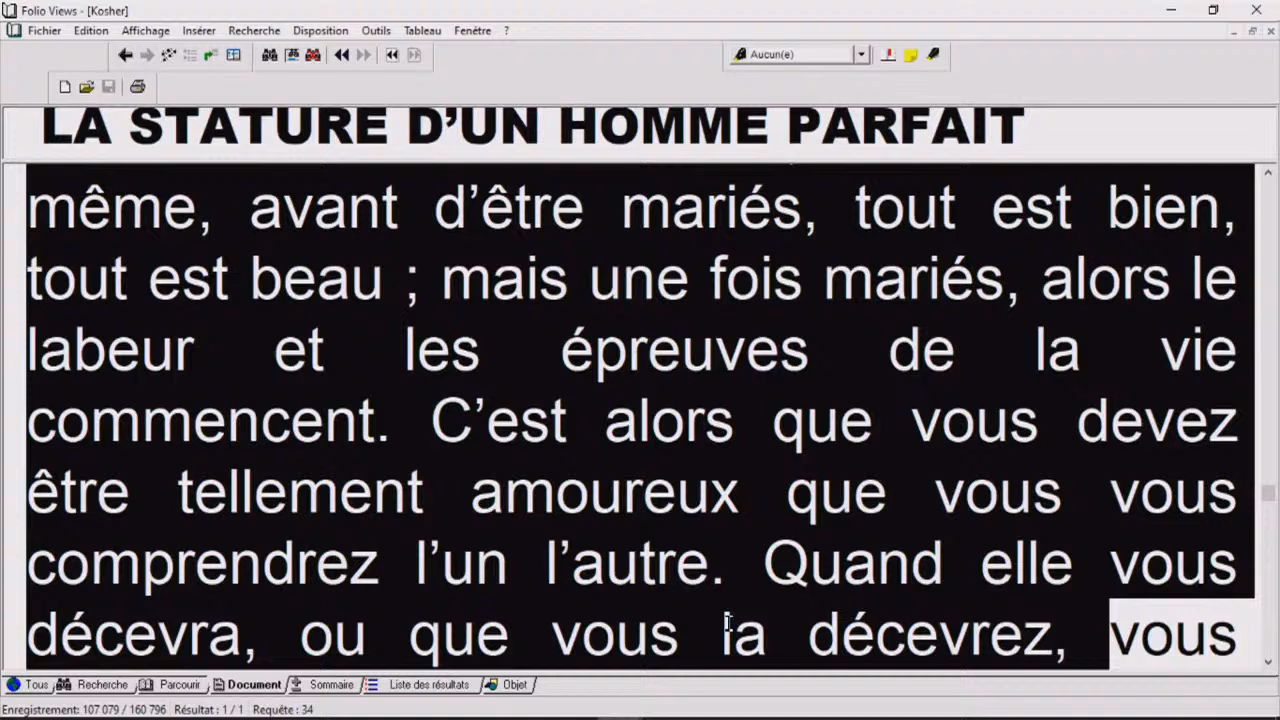 Folio Views - [Kosher]
Fichier Edition Affichage Insérer Recherche Disposition Outils Tableau Fenêtre ?
Aucun(e)
LA STATURE D’UN HOMME PARFAIT
même, avant d’être mariés, tout est bien,
tout est beau ; mais une fois mariés, alors le
labeur et les épreuves de la vie
commencent. C’est alors que vous devez
être tellement amoureux que vous vous
comprendrez l’un l’autre. Quand elle vous
décevra, ou que vous la décevrez, vous
Tous Recherche Parcourir Document Sommaire Liste des résultats Objet
Enregistrement: 107 079 / 160 796 Résultat : 1 / 1 Requête : 34